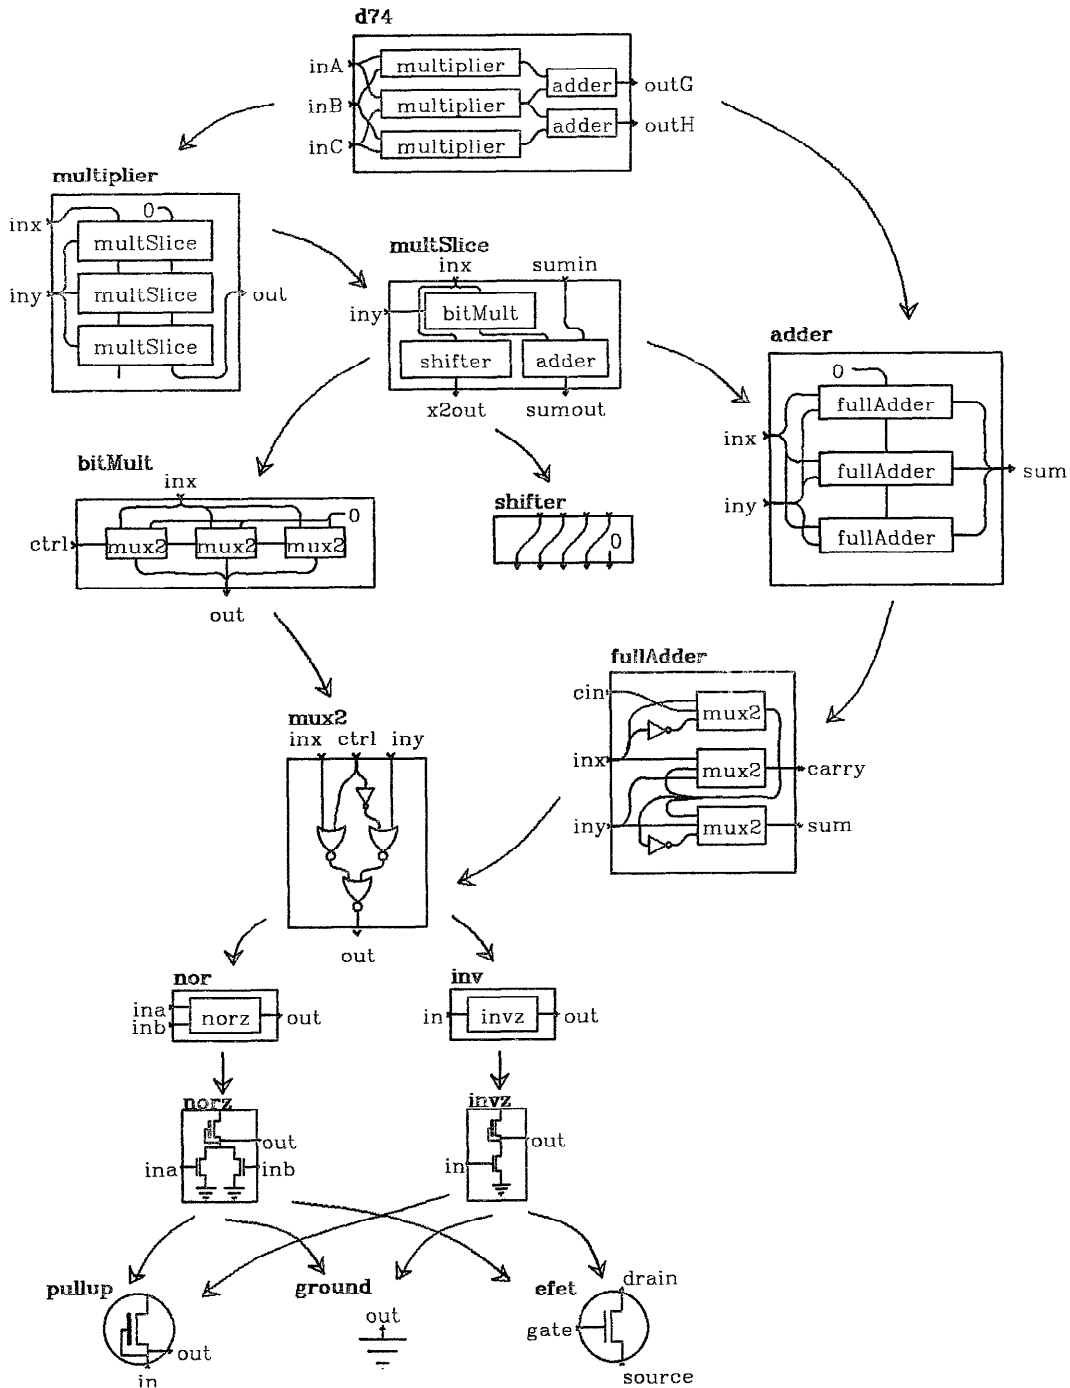 d74
inA
multiplier
adder
outG
inB
multiplier
inC
multiplier
adder
outH
multiplier
inx
0
multSlice
iny
multSlice
out
multSlice
multSlice
inx
sumin
iny
bitMult
shifter
adder
x2out
sumout
adder
0
fullAdder
inx
fullAdder
sum
iny
fullAdder
bitMult
inx
0
ctrl
mux2
mux2
mux2
out
shifter
0
fullAdder
cin
mux2
inx
mux2
carry
iny
mux2
sum
mux2
inx ctrl iny
out
nor
ina
inb
norz
out
inv
in
invz
out
norz
out
ina
inb
invz
out
in
pullup
out
in
ground
out
efet
drain
gate
source